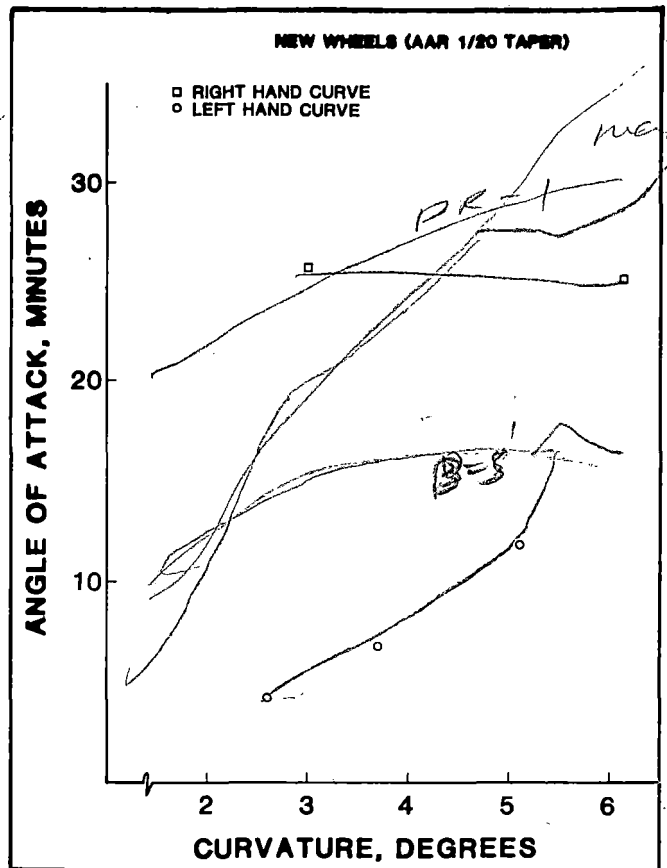 NEW WHEELS (AAR 1/20 TAPER)
□ RIGHT HAND CURVE
○ LEFT HAND CURVE
ANGLE OF ATTACK, MINUTES
30
20
10
PR-1
B-5
2 3 4 5 6
CURVATURE, DEGREES